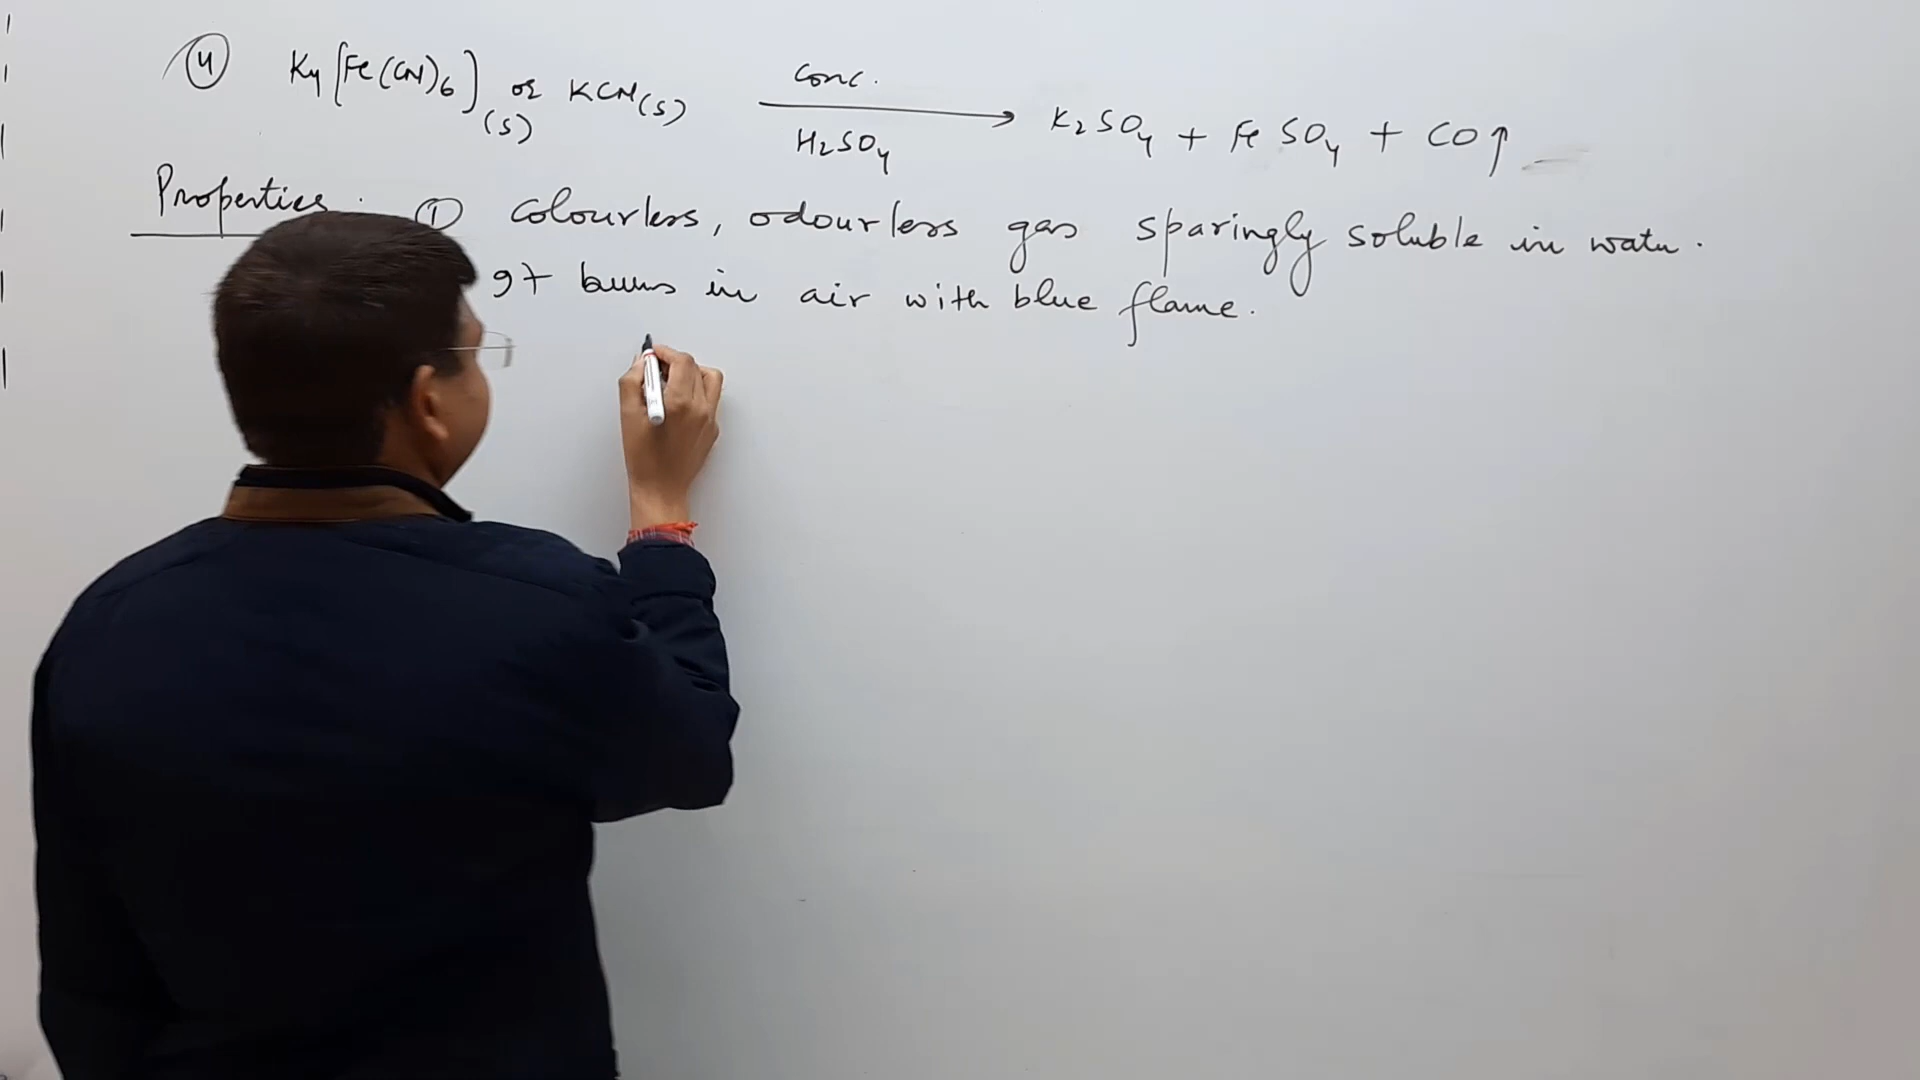 ④ K4[Fe(CN)6](s) or KCN(s) conc. H2SO4 → K2SO4 + FeSO4 + CO↑
Properties: ① colourless, odourless gas sparingly soluble in water.
It burns in air with blue flame.